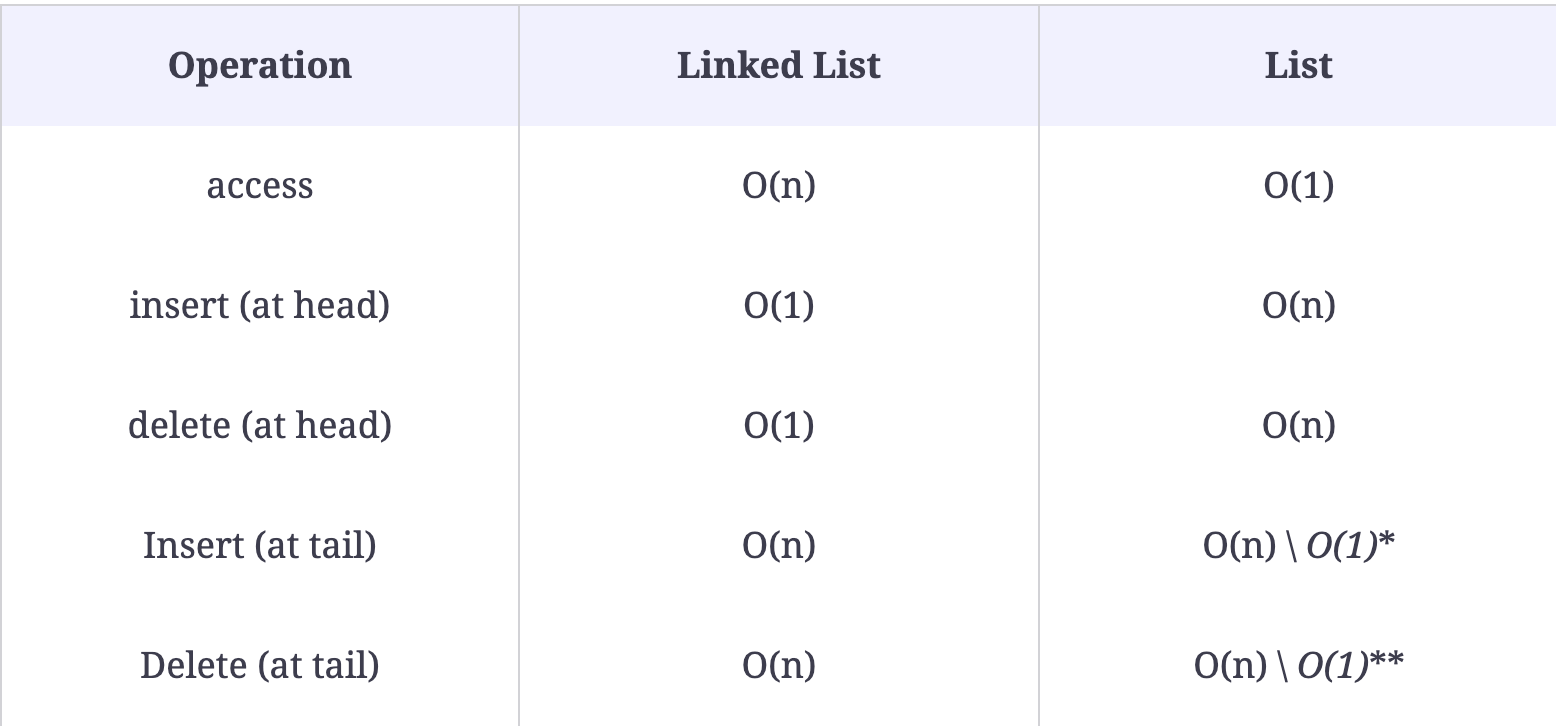 Operation Linked List List
access O(n) O(1)
insert (at head) O(1) O(n)
delete (at head) O(1) O(n)
Insert (at tail) O(n) O(n) \ O(1)*
Delete (at tail) O(n) O(n) \ O(1)**